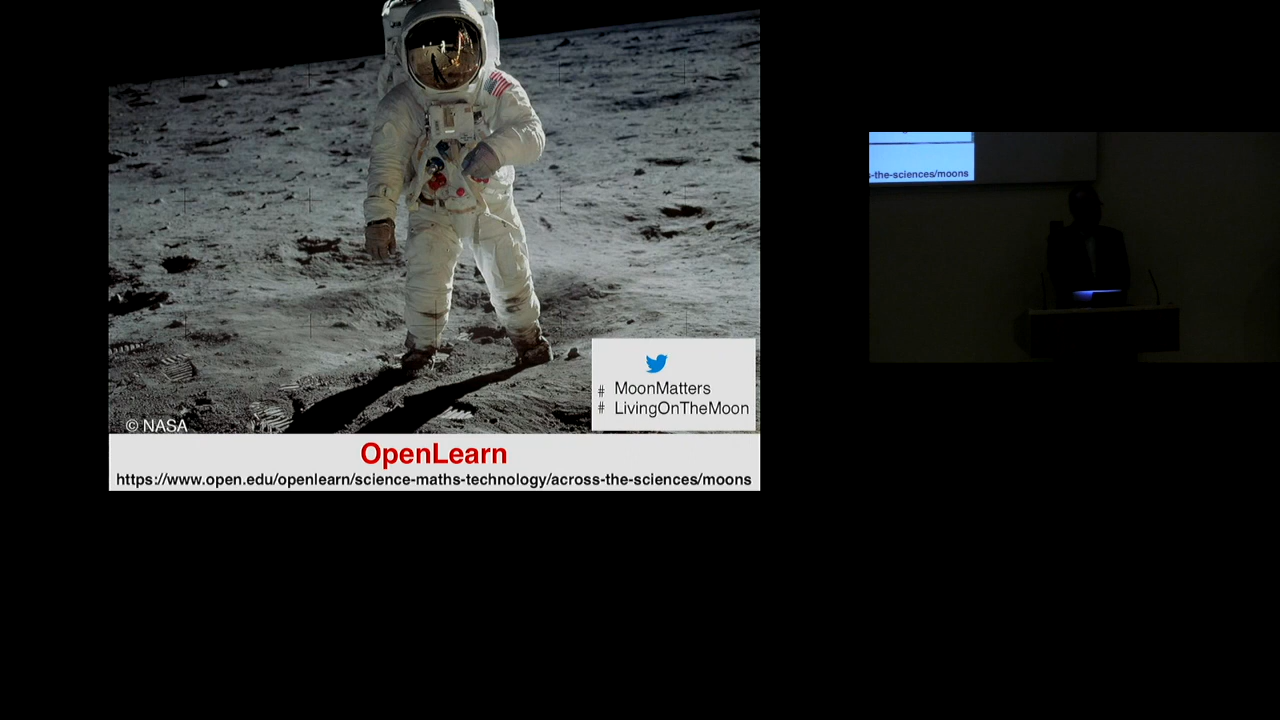 # MoonMatters
# LivingOnTheMoon
© NASA
OpenLearn
https://www.open.edu/openlearn/science-maths-technology/across-the-sciences/moons
s-the-sciences/moons